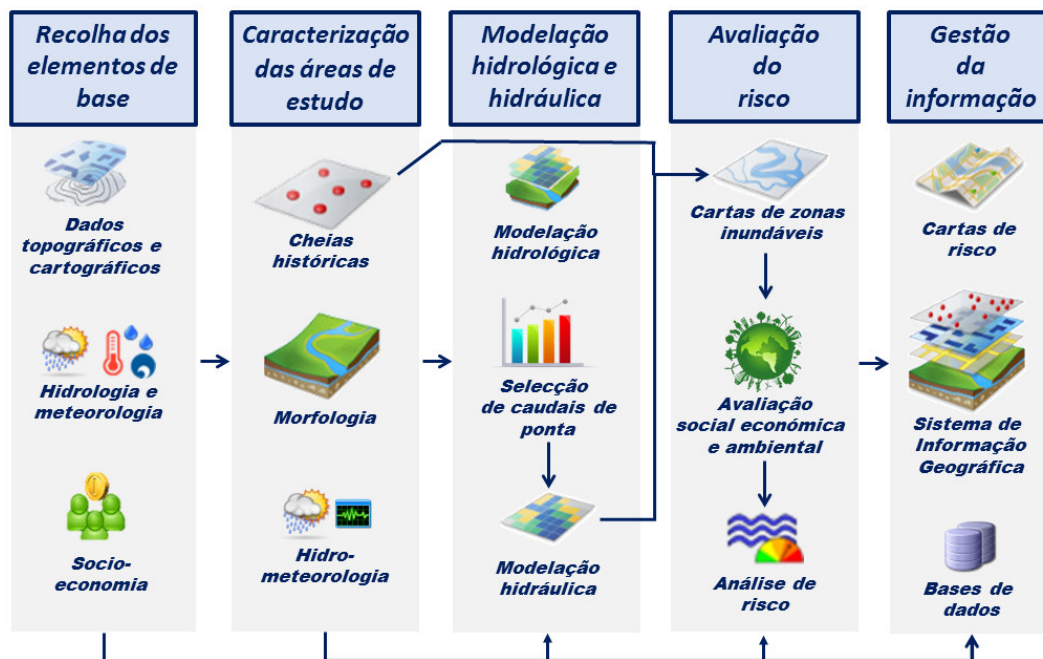 Recolha dos
elementos de
base
Dados
topográficos e
cartográficos
Hidrologia e
meteorologia
Socio-
economia
Caracterização
das áreas de
estudo
Cheias
históricas
Morfologia
Hidro-
meteorologia
Modelação
hidrológica e
hidráulica
Modelação
hidrológica
Selecção
de caudais de
ponta
Modelação
hidráulica
Avaliação
do
risco
Cartas de zonas
inundáveis
Avaliação
social económica
e ambiental
Análise de
risco
Gestão
da
informação
Cartas de
risco
Sistema de
Informação
Geográfica
Bases de
dados